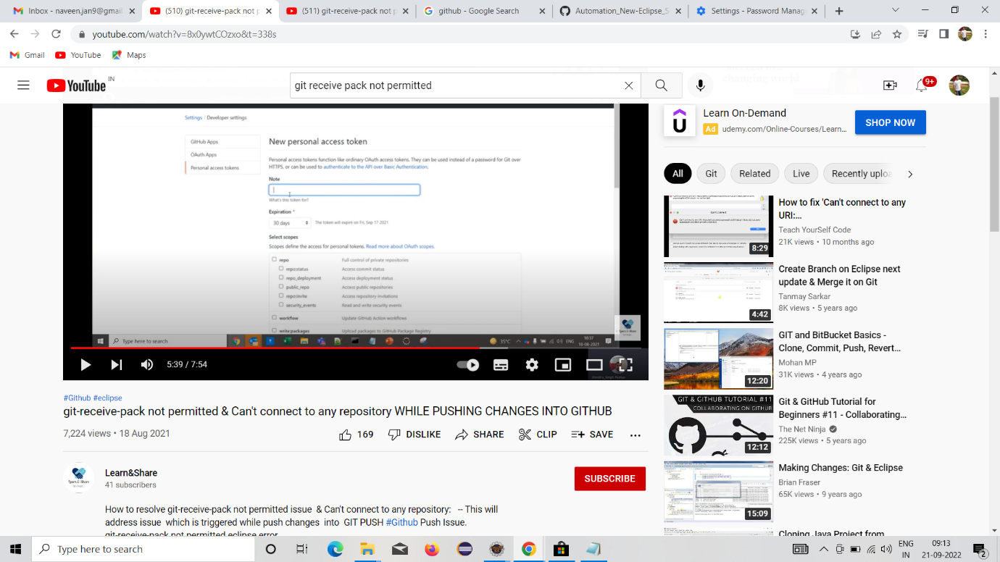 Inbox - naveen.jan9@gmail
(510) git-receive-pack not p
(511) git-receive-pack not p
github - Google Search
Automation_New-Eclipse_S
Settings - Password Manag
youtube.com/watch?v=8x0ywtCOzxo&t=338s
Gmail
YouTube
Maps
YouTube IN
git receive pack not permitted
9+
Settings / Developer settings
GitHub Apps
OAuth Apps
Personal access tokens
New personal access token
Personal access tokens function like ordinary OAuth access tokens. They can be used instead of a password for Git over
HTTPS, or can be used to authenticate to the API over Basic Authentication.
Note
What's this token for?
Expiration *
30 days
The token will expire on Fri, Sep 17 2021
Select scopes
Scopes define the access for personal tokens. Read more about OAuth scopes.
repo Full control of private repositories
repo:status Access commit status
repo_deployment Access deployment status
public_repo Access public repositories
repo:invite Access repository invitations
security_events Read and write security events
workflow Update GitHub Action workflows
write:packages Upload packages to GitHub Package Registry
Type here to search
35°C
ENG
18:37
18-08-2021
5:39 / 7:54
#GIthub #eclipse
git-receive-pack not permitted & Can't connect to any repository WHILE PUSHING CHANGES INTO GITHUB
7,224 views • 18 Aug 2021
169
DISLIKE
SHARE
CLIP
SAVE
Learn&Share
41 subscribers
SUBSCRIBE
How to resolve git-receive-pack not permitted issue & Can't connect to any repository: -- This will
address issue which is triggered while push changes into GIT PUSH #Github Push Issue.
git-receive-pack not permitted eclipse error
Learn On-Demand
Ad udemy.com/Online-Courses/Learn...
SHOP NOW
All
Git
Related
Live
Recently uploa
How to fix 'Can't connect to any
URI:...
Teach YourSelf Code
21K views • 10 months ago
8:29
Create Branch on Eclipse next
update & Merge it on Git
Tanmay Sarkar
8K views • 5 years ago
4:42
GIT and BitBucket Basics -
Clone, Commit, Push, Revert...
Mohan MP
31K views • 4 years ago
12:20
GIT & GITHUB TUTORIAL #11
COLLABORATING ON GITHUB
12:12
Git & GitHub Tutorial for
Beginners #11 - Collaborating...
The Net Ninja
225K views • 5 years ago
Making Changes: Git & Eclipse
Brian Fraser
65K views • 9 years ago
15:09
Type here to search
ENG
IN
09:13
21-09-2022
2